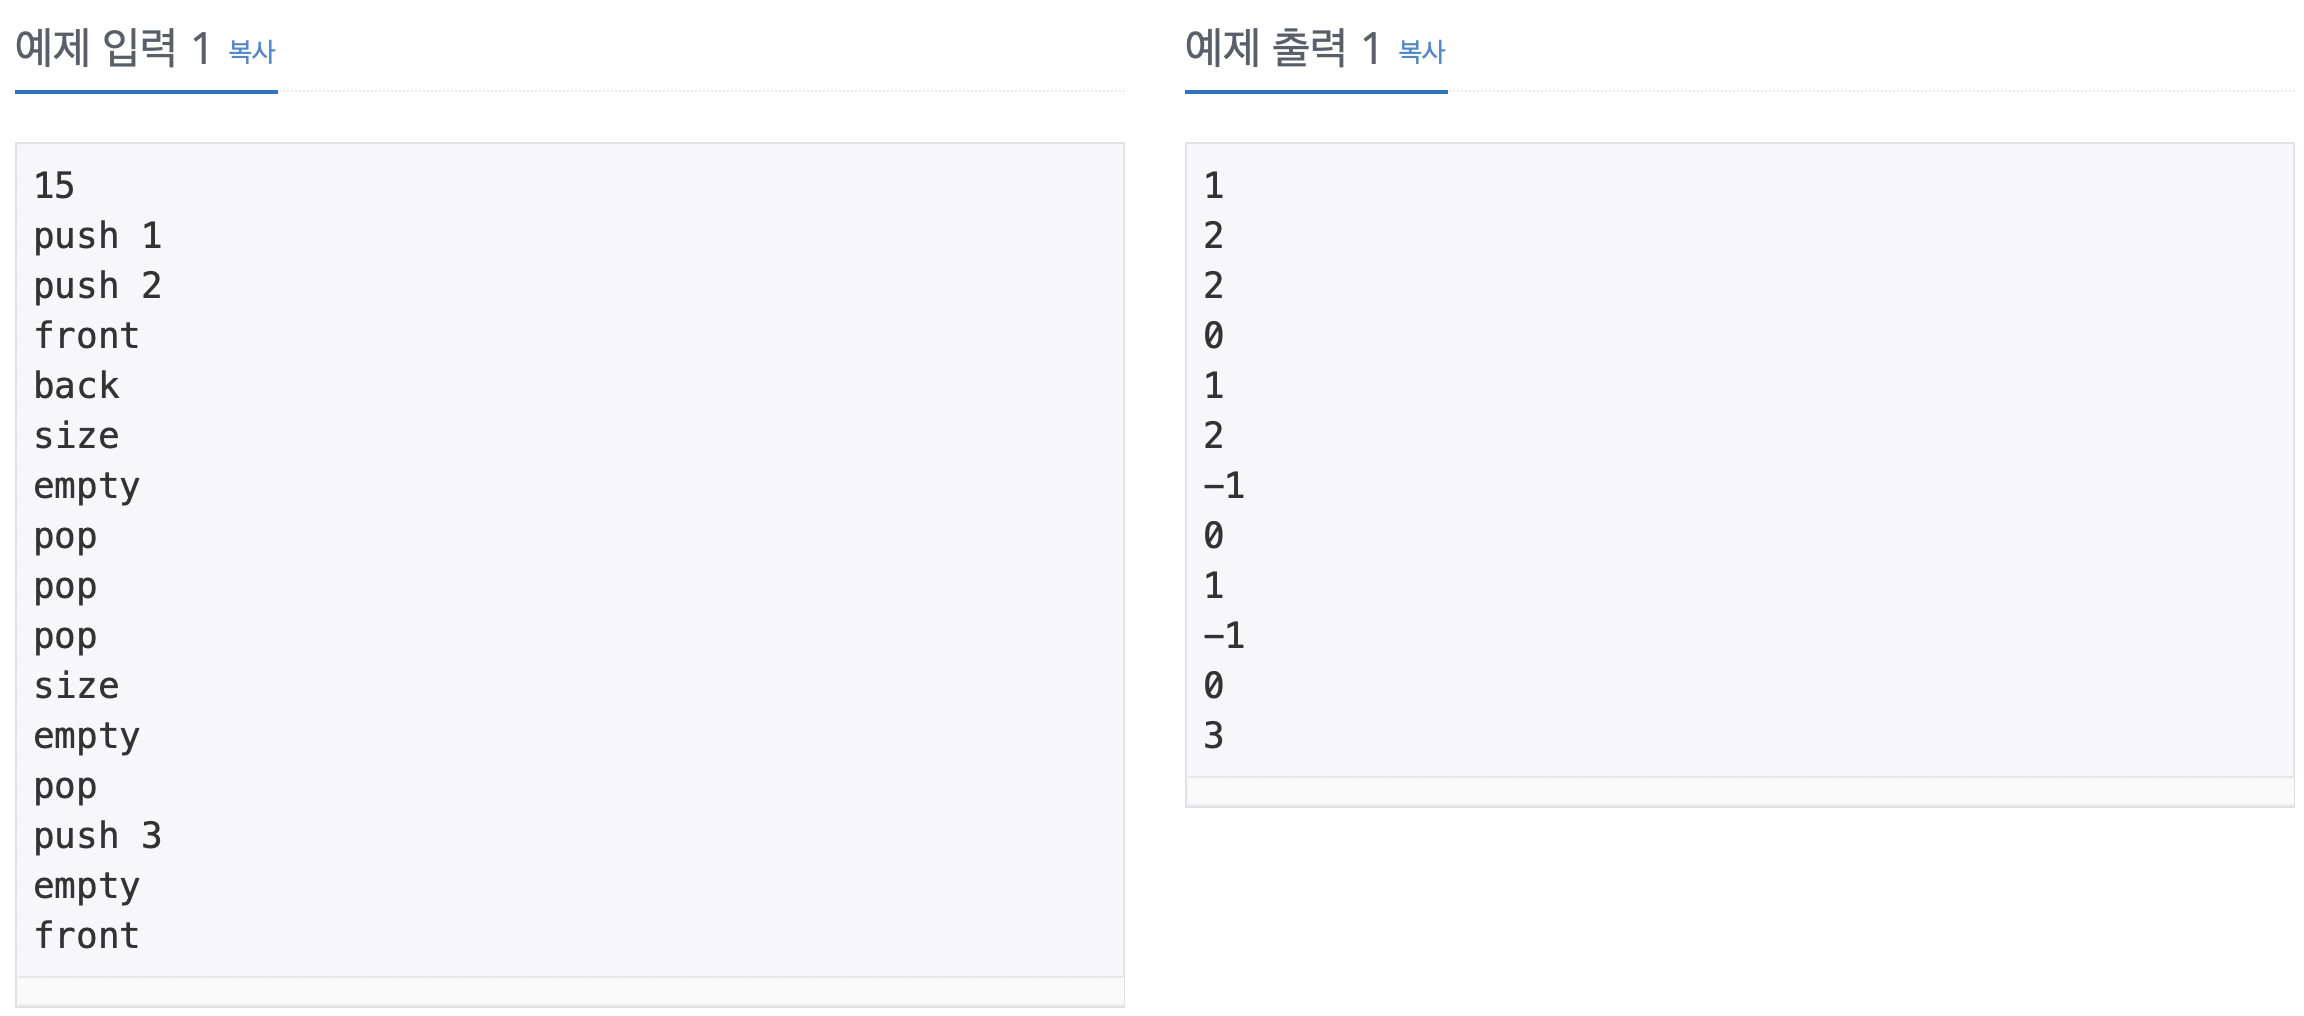 예제 입력 1 복사
15
push 1
push 2
front
back
size
empty
pop
pop
pop
size
empty
pop
push 3
empty
front
예제 출력 1 복사
1
2
2
0
1
2
-1
0
1
-1
0
3